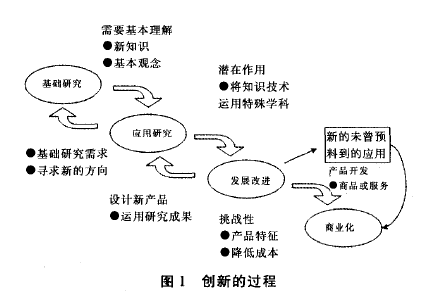 需要基本理解
●新知识
●基本观念
基础研究
潜在作用
●将知识技术
运用特殊学科
应用研究
新的未曾预
料到的应用
●基础研究需求
●寻求新的方向
发展改进
产品开发
●商品或服务
设计新产品
●运用研究成果
挑战性
●产品特征
●降低成本
商业化
图1 创新的过程